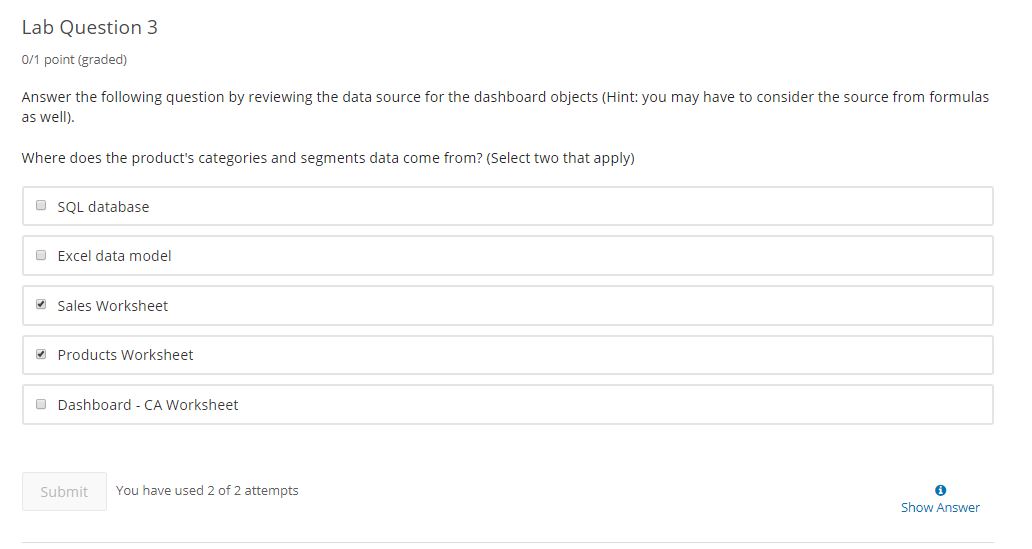 Lab Question 3
0/1 point (graded)
Answer the following question by reviewing the data source for the dashboard objects (Hint: you may have to consider the source from formulas
as well).
Where does the product's categories and segments data come from? (Select two that apply)
SQL database
Excel data model
Sales Worksheet
Products Worksheet
Dashboard - CA Worksheet
Submit You have used 2 of 2 attempts
Show Answer